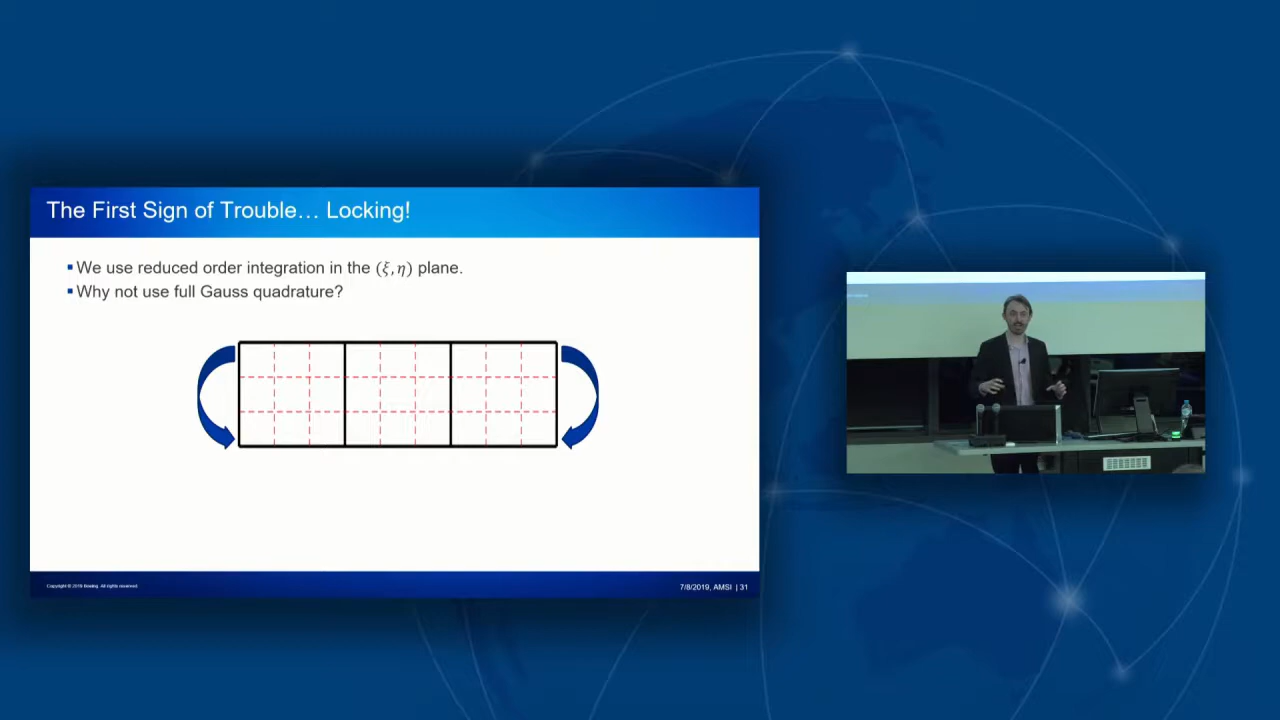 The First Sign of Trouble… Locking!
▪We use reduced order integration in the (ξ, η) plane.
▪Why not use full Gauss quadrature?
Copyright © 2019 Boeing. All rights reserved.
7/8/2019, AMSI | 31